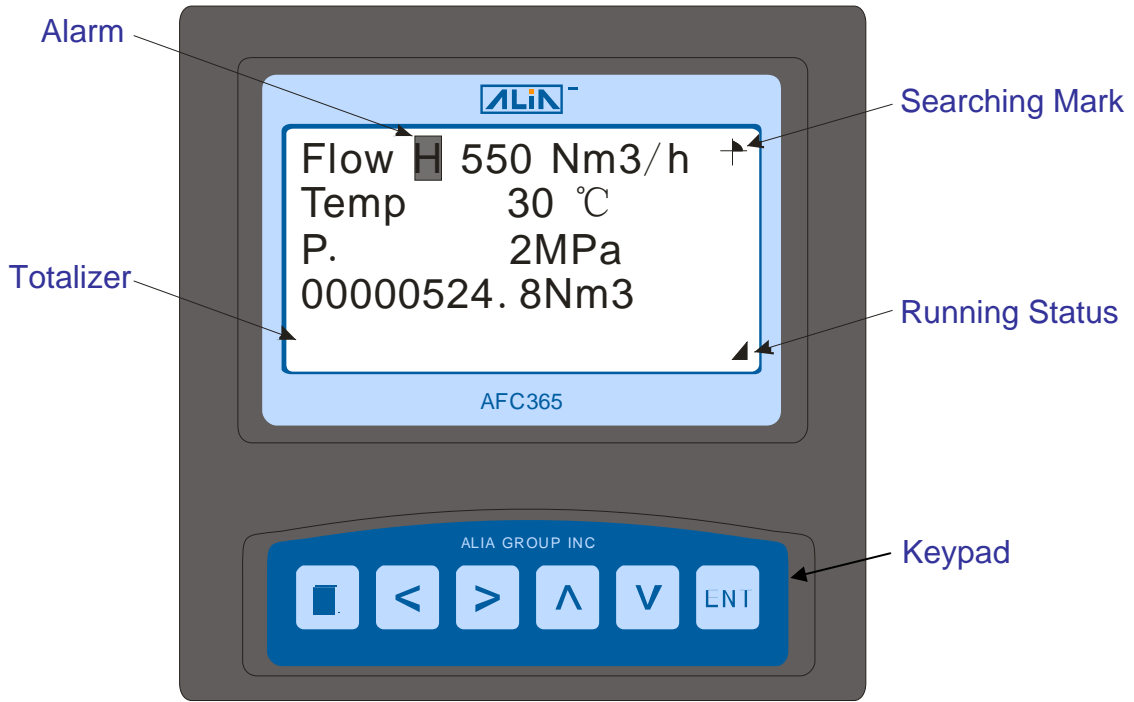 Alarm
ALiA
Searching Mark
Flow H 550 Nm3/h
Temp 30 ℃
P. 2MPa
Totalizer
00000524.8Nm3
Running Status
AFC365
ALIA GROUP INC
Keypad
< > Λ V ENT